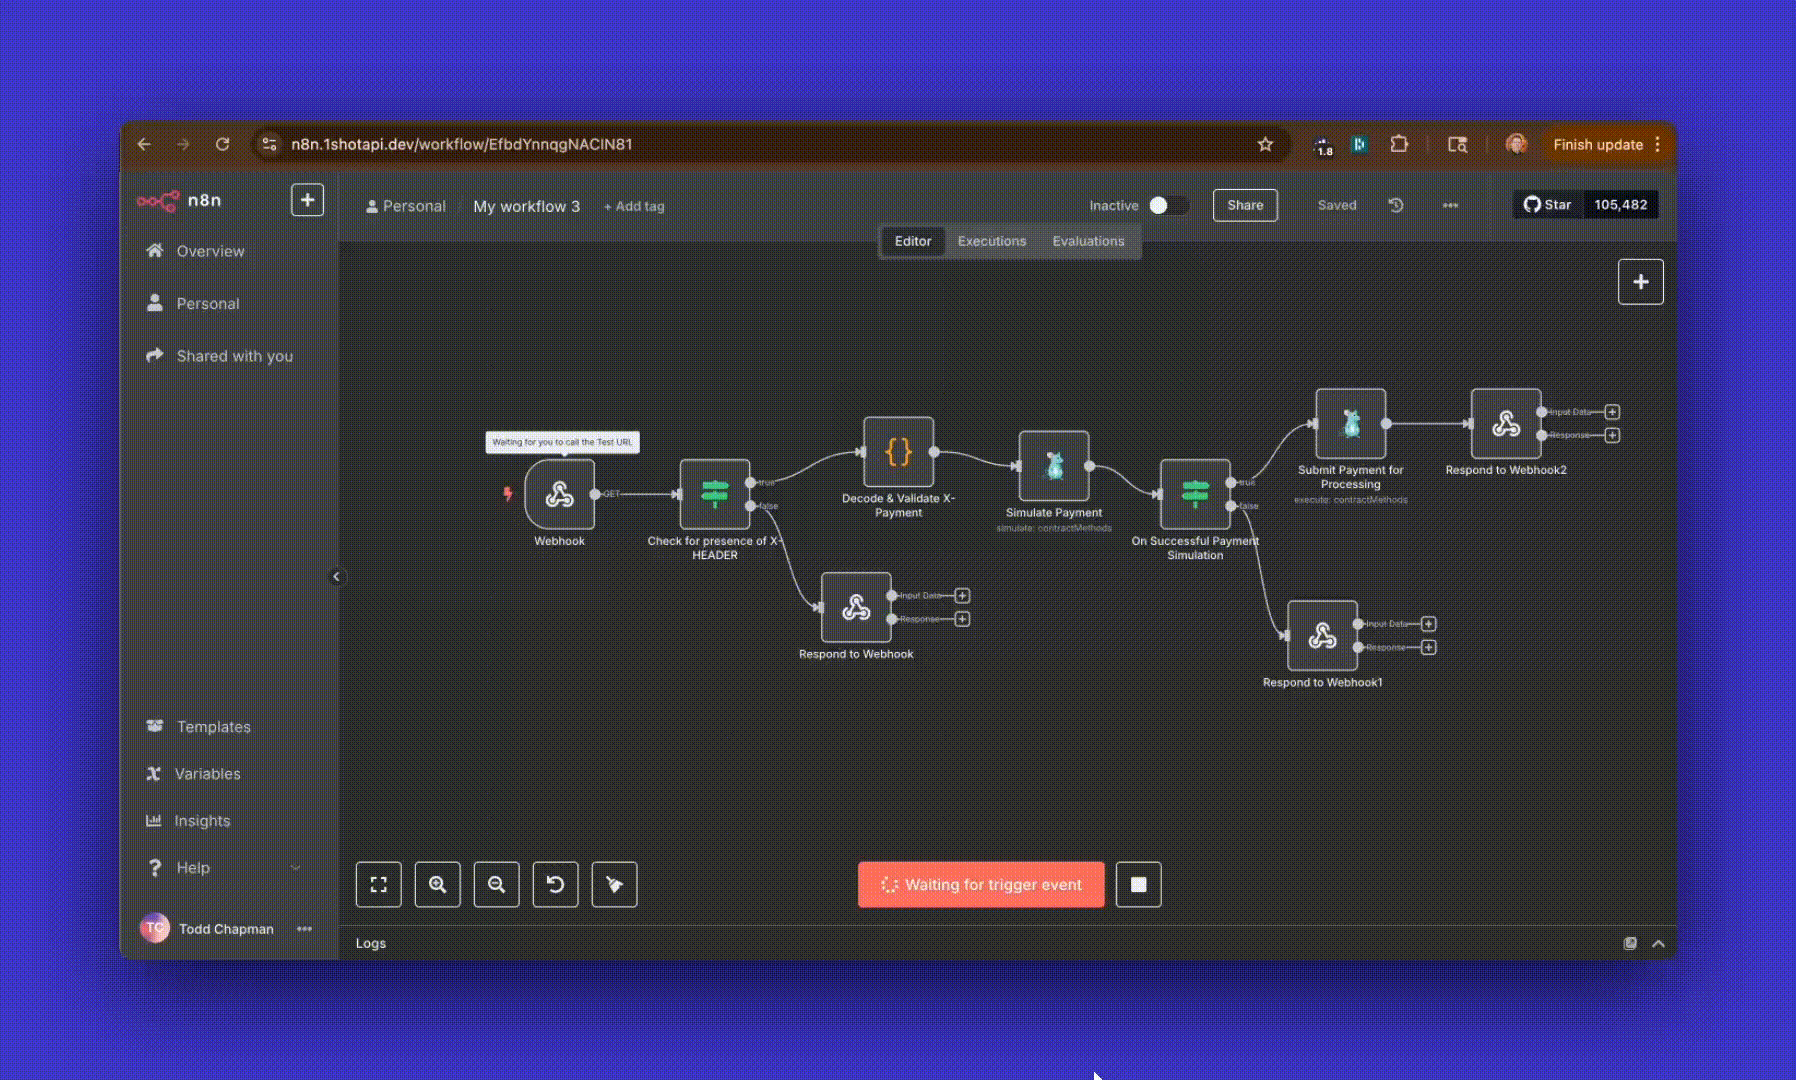 n8n.1shotapi.dev/workflow/EfbdYnnqgNACIN81
1.8
Finish update
n8n
Personal / My workflow 3 + Add tag
Inactive
Share
Saved
Star 105,482
Editor Executions Evaluations
Overview
Personal
Shared with you
Waiting for you to call the Test URL
GET
Webhook
true
false
Check for presence of X-
HEADER
{}
Decode & Validate X-
Payment
Simulate Payment
simulate: contractMethods
true
false
On Successful Payment
Simulation
Submit Payment for
Processing
execute: contractMethods
Input Data
Response
Respond to Webhook2
Input Data
Response
Respond to Webhook
Input Data
Response
Respond to Webhook1
Templates
Variables
Insights
Help
TC Todd Chapman
Waiting for trigger event
Logs